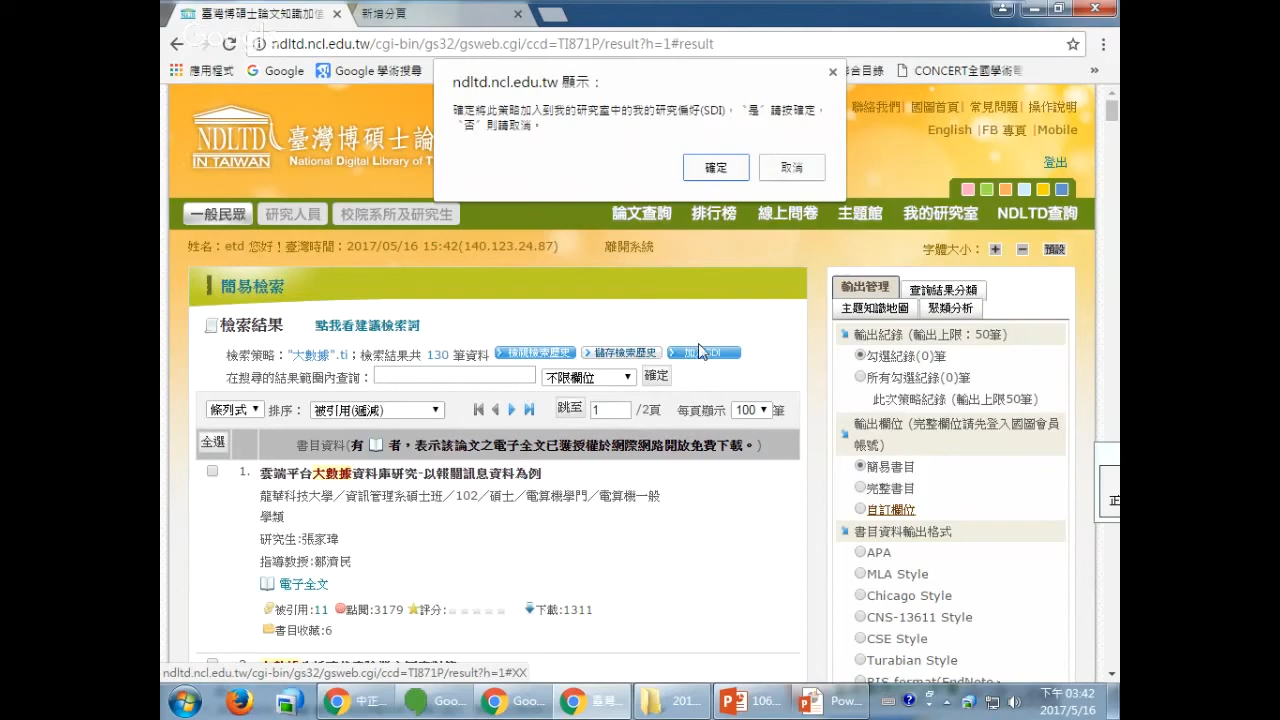 臺灣博碩士論文知識加值
新增分頁
ndltd.ncl.edu.tw/cgi-bin/gs32/gsweb.cgi/ccd=TI871P/result?h=1#result
應用程式
Google
Google 學術搜尋
CONCERT全國學術電
ndltd.ncl.edu.tw 顯示：
確定將此策略加入到我的研究室中的我的研究偏好(SDI)，‵是′請按確定，
‵否′則請取消。
確定
取消
NDLTD
IN TAIWAN
臺灣博碩士論
National Digital Library of T
聯絡我們| 國圖首頁| 常見問題| 操作說明
English |FB 專頁 |Mobile
登出
一般民眾
研究人員
校院系所及研究生
論文查詢
排行榜
線上問卷
主題館
我的研究室
NDLTD查詢
姓名：etd 您好！臺灣時間：2017/05/16 15:42(140.123.24.87)
離開系統
字體大小：
預設
簡易檢索
檢索結果
點我看建議檢索詞
檢索策略："大數據".ti；檢索結果共 130 筆資料
檢視檢索歷史
儲存檢索歷史
在搜尋的結果範圍內查詢：
不限欄位
確定
條列式
排序：
被引用(遞減)
跳至
1
/2頁
每頁顯示
100
筆
全選
書目資料(有 者，表示該論文之電子全文已獲授權於網際網路開放免費下載。)
1.
雲端平台大數據資料庫研究-以報關訊息資料為例
龍華科技大學／資訊管理系碩士班／102／碩士／電算機學門／電算機一般
學類
研究生:張家瑋
指導教授:鄒濟民
電子全文
被引用:11
點閱:3179
評分:
下載:1311
書目收藏:6
輸出管理
查詢結果分類
主題知識地圖
聚類分析
輸出紀錄 (輸出上限：50筆)
勾選紀錄(0)筆
所有勾選紀錄(0)筆
此次策略紀錄 (輸出上限50筆)
輸出欄位 (完整欄位請先登入國圖會員
帳號)
簡易書目
完整書目
自訂欄位
書目資料輸出格式
APA
MLA Style
Chicago Style
CNS-13611 Style
CSE Style
Turabian Style
RIS format(EndNote、
正
ndltd.ncl.edu.tw/cgi-bin/gs32/gsweb.cgi/ccd=TI871P/result?h=1#XX
中正...
Goo...
Goo...
臺灣...
201...
106...
Pow...
下午 03:42
2017/5/16